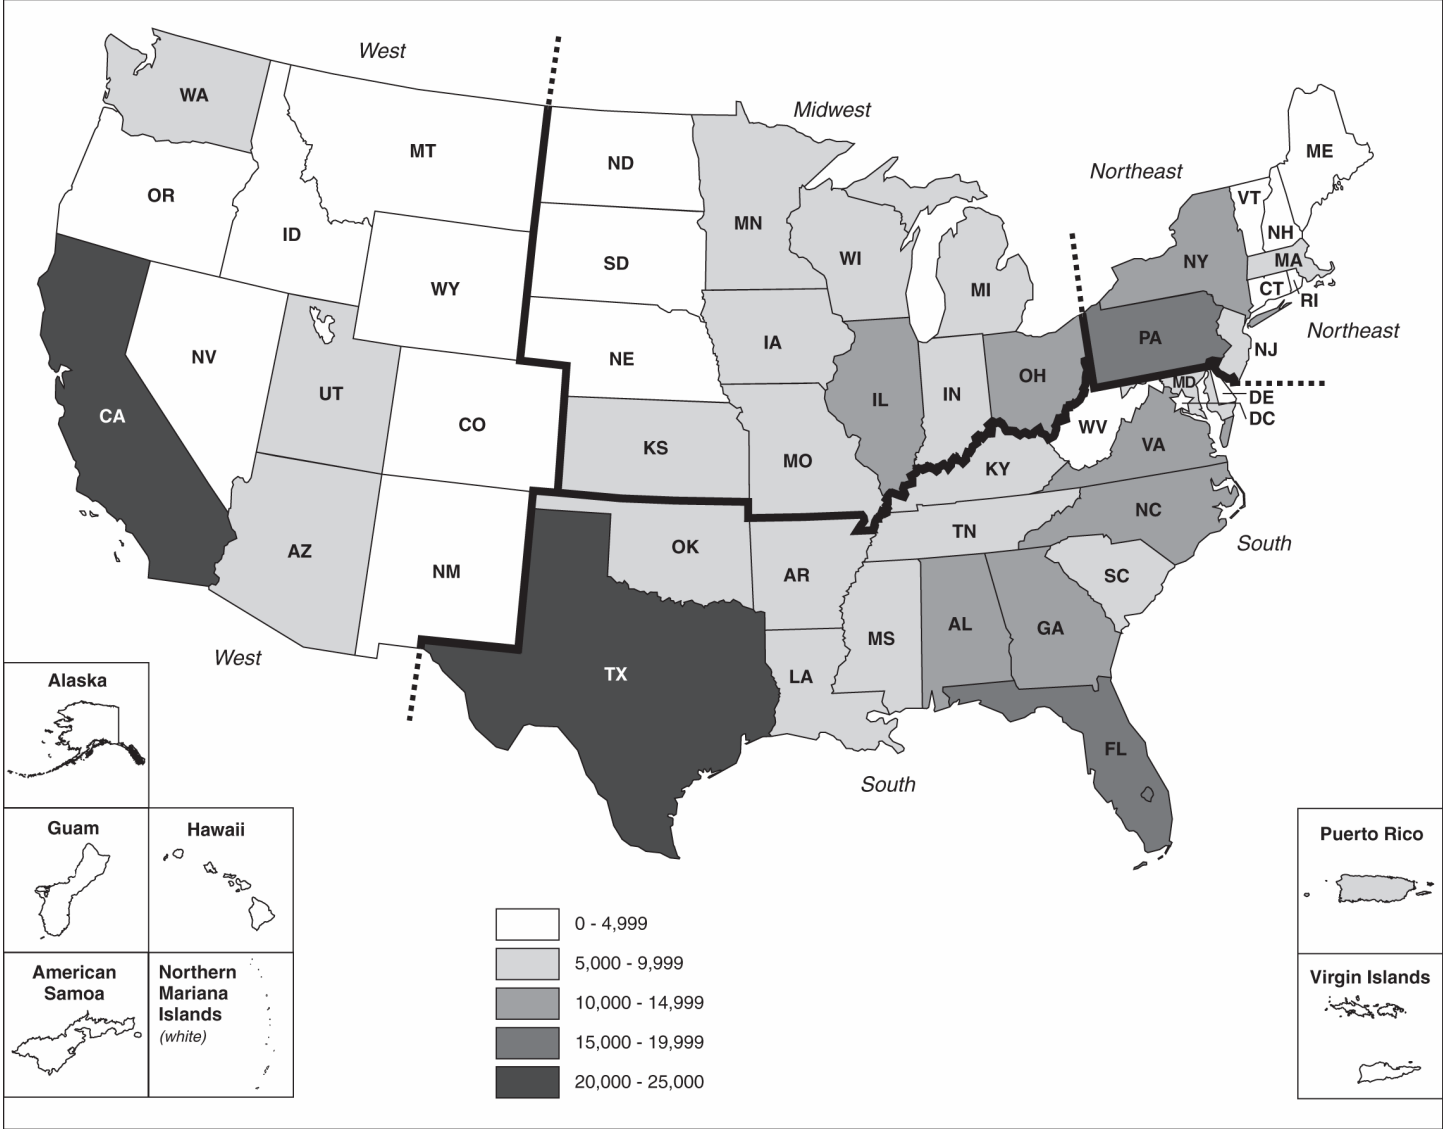 West
Midwest
Northeast
WA
MT
ND
ME
OR
ID
MN
VT
NH
WI
NY
MA
SD
WY
MI
CT
RI
Northeast
NV
NE
IA
PA
NJ
UT
IL
IN
OH
MD
DE
DC
CA
CO
KS
MO
WV
VA
KY
AZ
NM
OK
AR
TN
NC
South
SC
MS
AL
GA
West
TX
LA
FL
South
Alaska
Guam
Hawaii
American
Samoa
Northern
Mariana
Islands
(white)
0 - 4,999
5,000 - 9,999
10,000 - 14,999
15,000 - 19,999
20,000 - 25,000
Puerto Rico
Virgin Islands